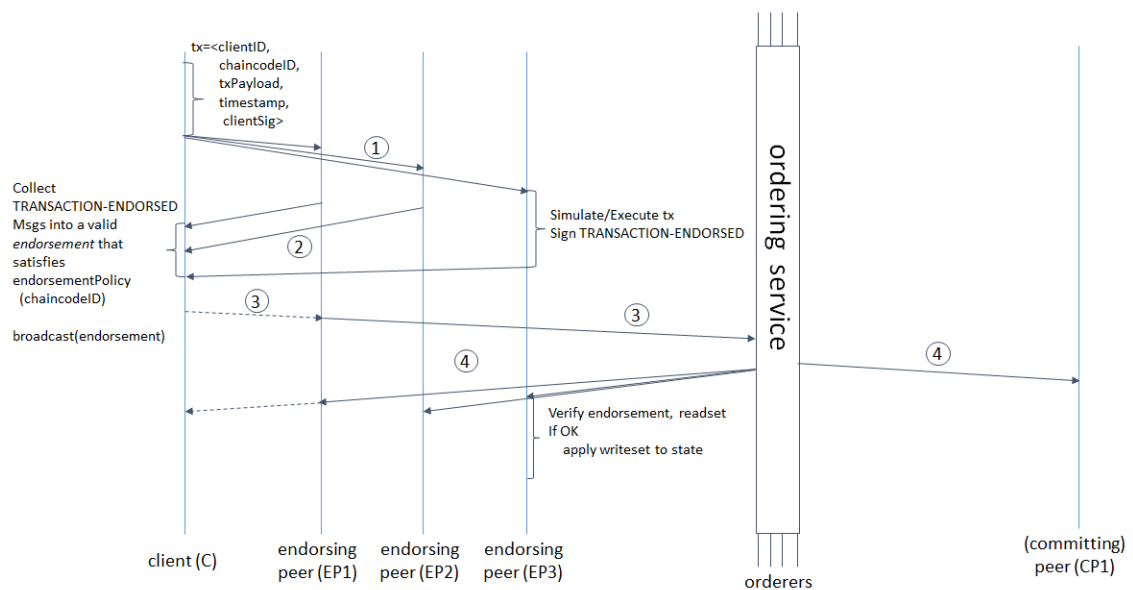 tx=<clientID,
chaincodeID,
txPayload,
timestamp,
clientSig>
1
Collect
TRANSACTION-ENDORSED
Msgs into a valid
endorsement that
satisfies
endorsementPolicy
(chaincodeID)
Simulate/Execute tx
Sign TRANSACTION-ENDORSED
2
3
3
broadcast(endorsement)
4
4
Verify endorsement, readset
If OK
apply writeset to state
ordering service
client (C)
endorsing
peer (EP1)
endorsing
peer (EP2)
endorsing
peer (EP3)
orderers
(committing)
peer (CP1)